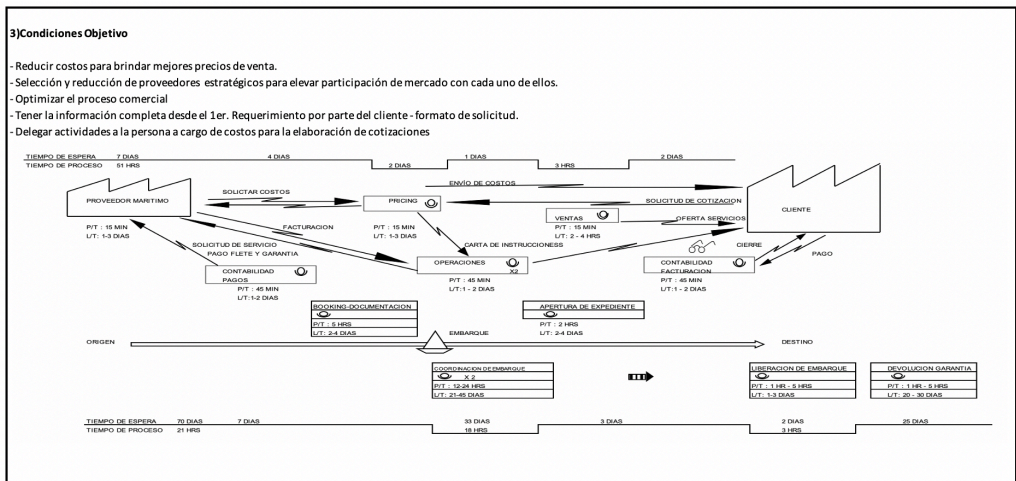 3)Condiciones Objetivo
- Reducir costos para brindar mejores precios de venta.
- Selección y reducción de proveedores estratégicos para elevar participación de mercado con cada uno de ellos.
- Optimizar el proceso comercial
- Tener la información completa desde el 1er. Requerimiento por parte del cliente - formato de solicitud.
- Delegar actividades a la persona a cargo de costos para la elaboración de cotizaciones
TIEMPO DE ESPERA 7 DIAS 4 DIAS 1 DIAS 2 DIAS
TIEMPO DE PROCESO 51 HRS 2 DIAS 3 HRS
PROVEEDOR MARITIMO
P/T : 15 MIN
L/T: 1-3 DIAS
SOLICTAR COSTOS
PRICING
P/T : 15 MIN
L/T: 1-3 DIAS
ENVÍO DE COSTOS
SOLICITUD DE COTIZACION
VENTAS
P/T : 15 MIN
L/T: 2 - 4 HRS
OFERTA SERVICIOS
CLIENTE
FACTURACION
SOLICITUD DE SERVICIO
PAGO FLETE Y GARANTIA
CARTA DE INSTRUCCIONESS
CIERRE
PAGO
CONTABILIDAD
PAGOS
P/T : 45 MIN
L/T: 1-2 DIAS
OPERACIONES
X2
P/T : 45 MIN
L/T: 1 - 2 DIAS
CONTABILIDAD
FACTURACION
P/T : 45 MIN
L/T: 1 - 2 DIAS
BOOKING-DOCUMENTACION
P/T : 5 HRS
L/T: 2-4 DIAS
APERTURA DE EXPEDIENTE
P/T : 2 HRS
L/T: 2-4 DIAS
ORIGEN
EMBARQUE
DESTINO
COORDINACION DE EMBARQUE
X 2
P/T : 12-24 HRS
L/T: 21-45 DIAS
LIBERACION DE EMBARQUE
P/T : 1 HR - 5 HRS
L/T: 1-3 DIAS
DEVOLUCION GARANTIA
P/T : 1 HR - 5 HRS
L/T: 20 - 30 DIAS
TIEMPO DE ESPERA 70 DIAS 7 DIAS 33 DIAS 3 DIAS 2 DIAS 25 DIAS
TIEMPO DE PROCESO 21 HRS 18 HRS 3 HRS